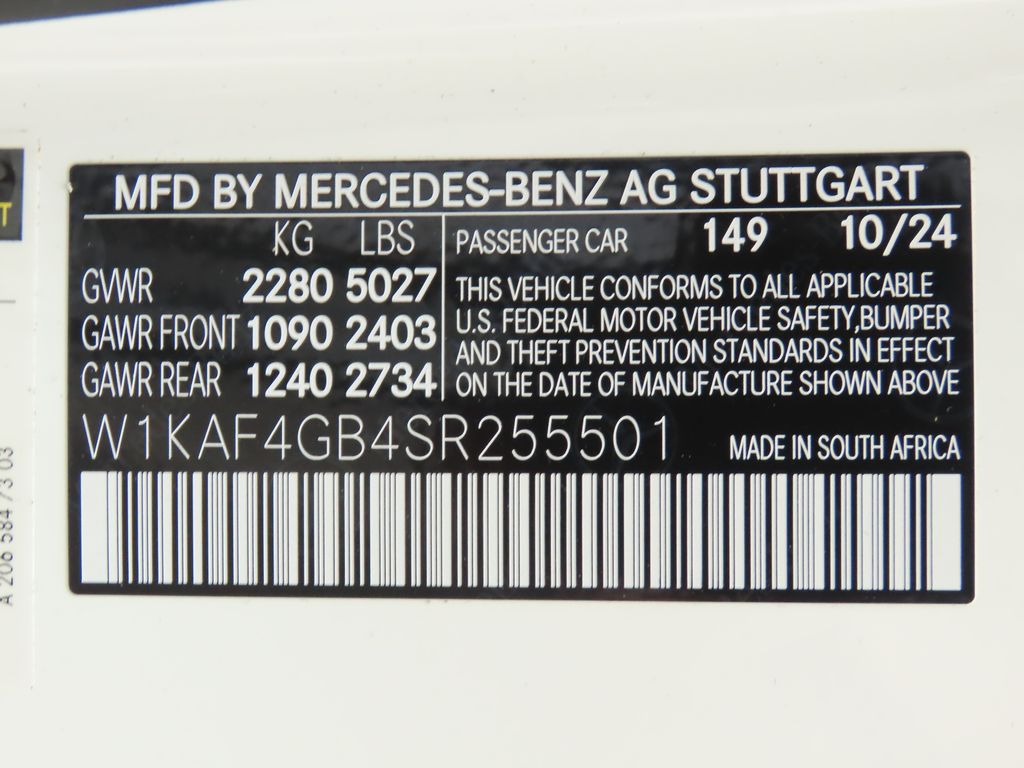 MFD BY MERCEDES-BENZ AG STUTTGART
KG LBS
GVWR 2280 5027
GAWR FRONT 1090 2403
GAWR REAR 1240 2734
PASSENGER CAR 149 10/24
THIS VEHICLE CONFORMS TO ALL APPLICABLE
U.S. FEDERAL MOTOR VEHICLE SAFETY,BUMPER
AND THEFT PREVENTION STANDARDS IN EFFECT
ON THE DATE OF MANUFACTURE SHOWN ABOVE
W1KAF4GB4SR255501 MADE IN SOUTH AFRICA
A 206 584 73 03
T